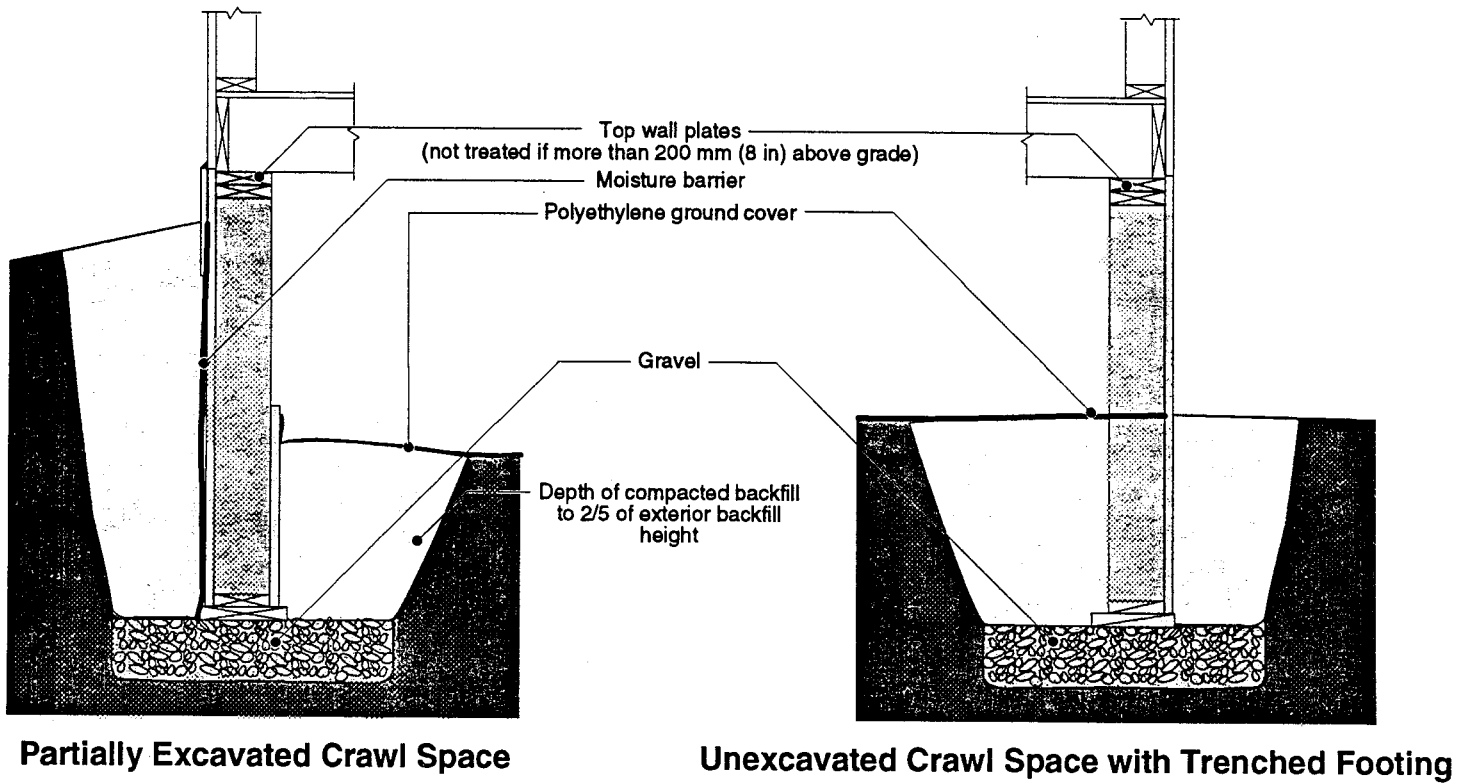 Top wall plates
(not treated if more than 200 mm (8 in) above grade)
Moisture barrier
Polyethylene ground cover
Gravel
Depth of compacted backfill
to 2/5 of exterior backfill
height
Partially Excavated Crawl Space
Unexcavated Crawl Space with Trenched Footing